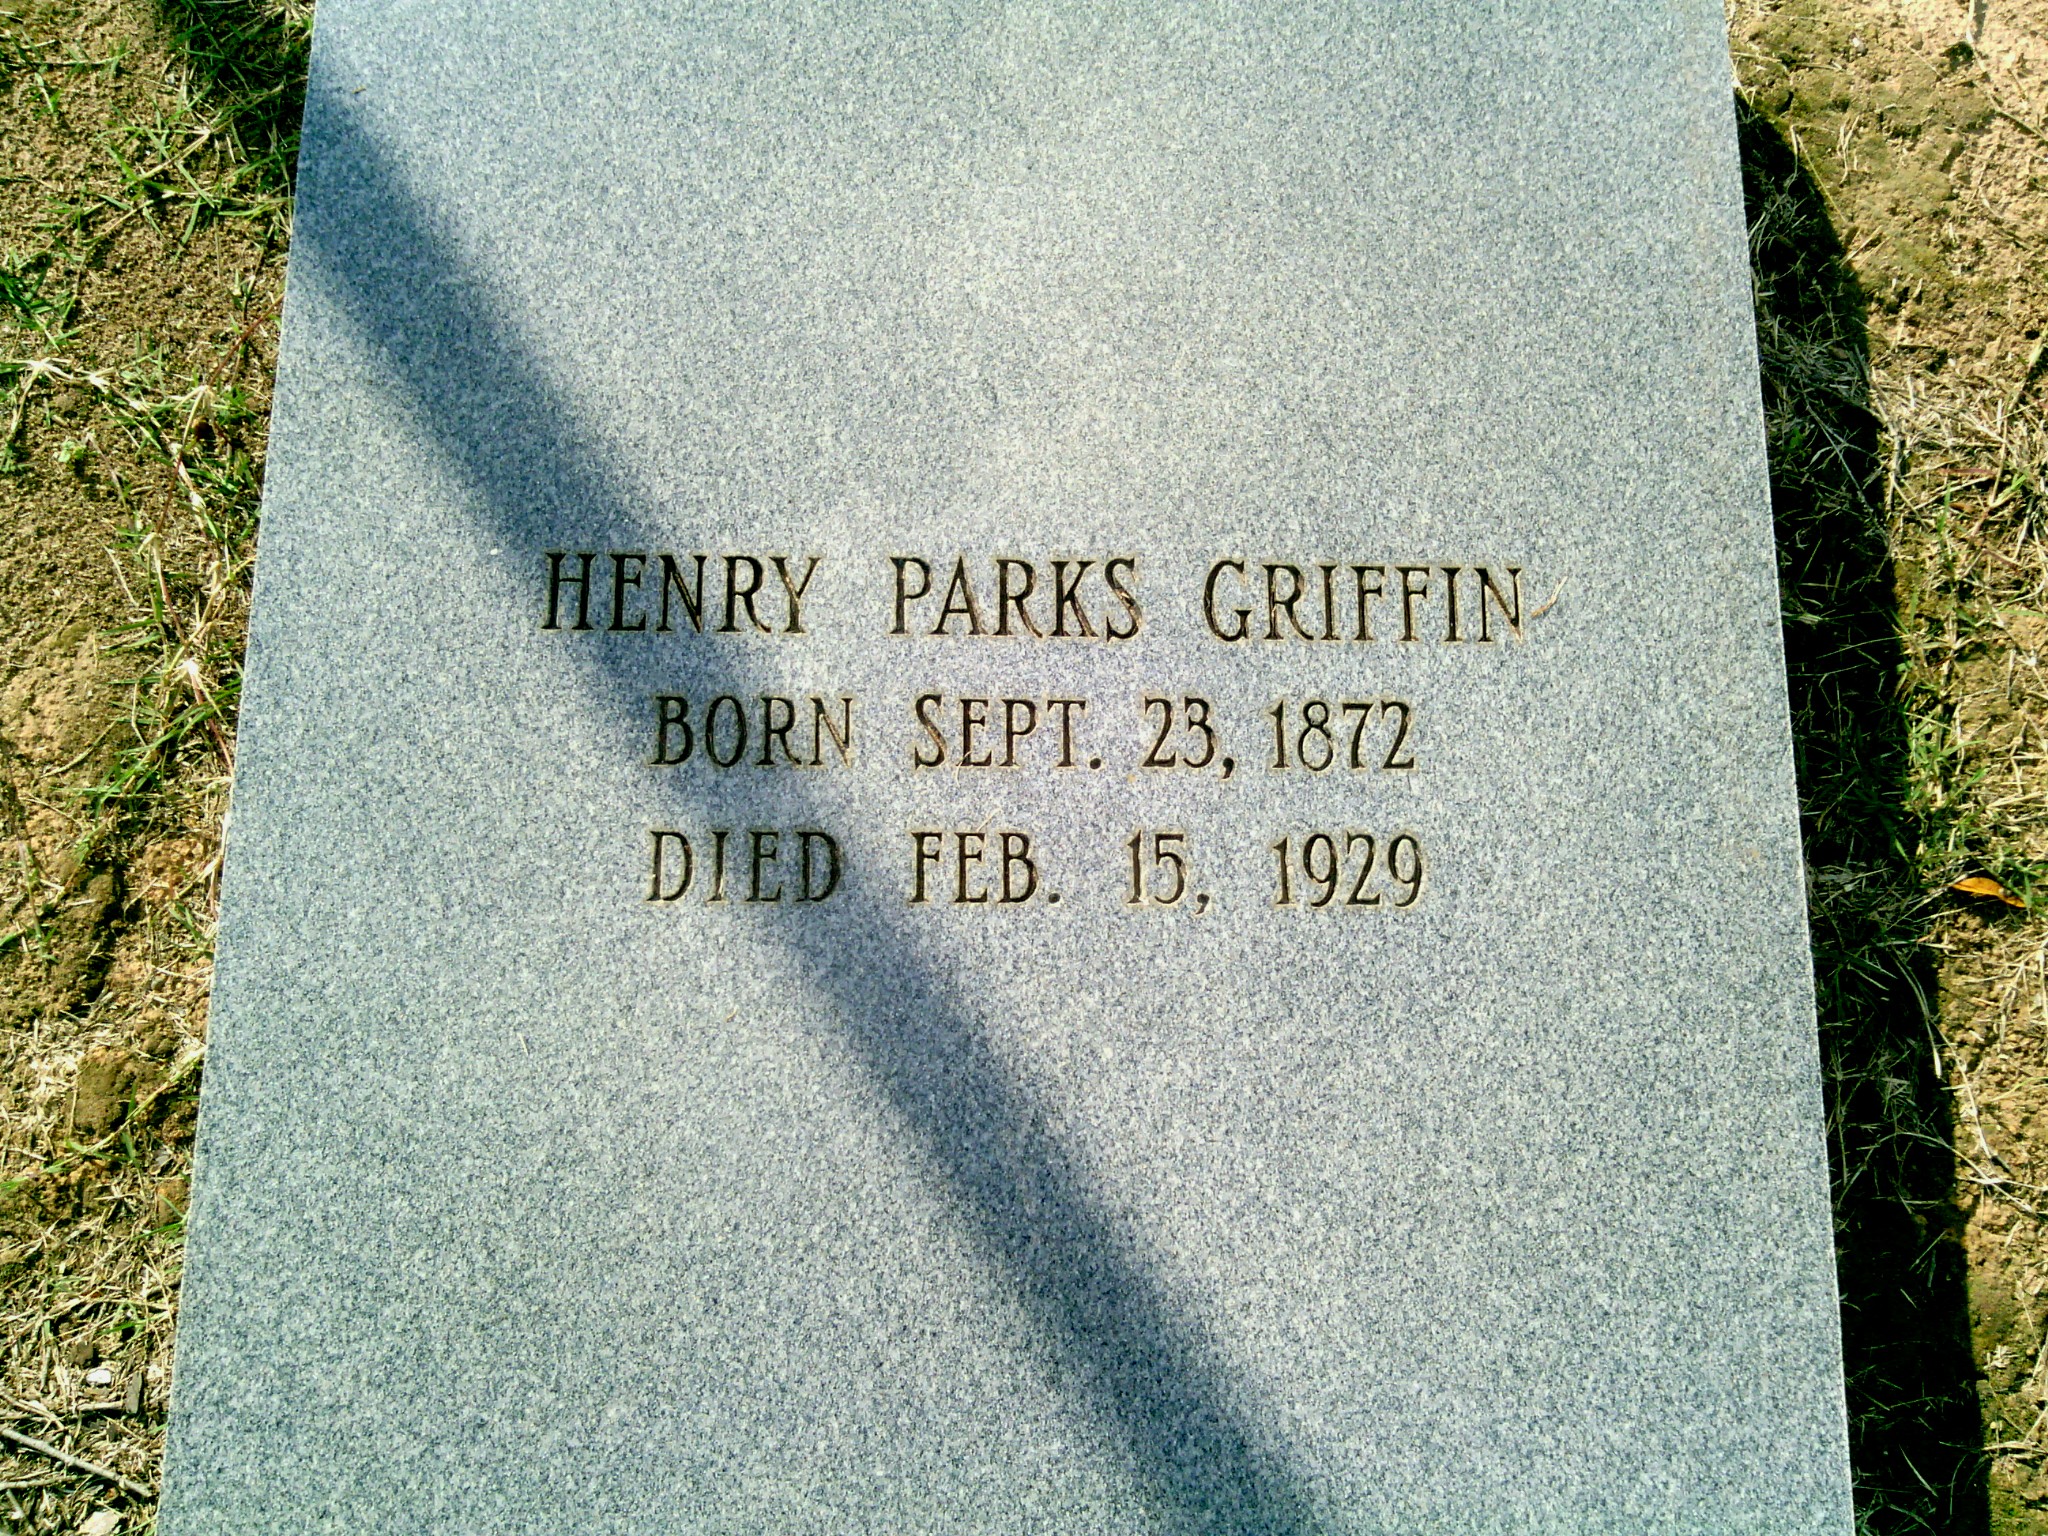 HENRY PARKS GRIFFIN
BORN SEPT. 23, 1872
DIED FEB. 15, 1929